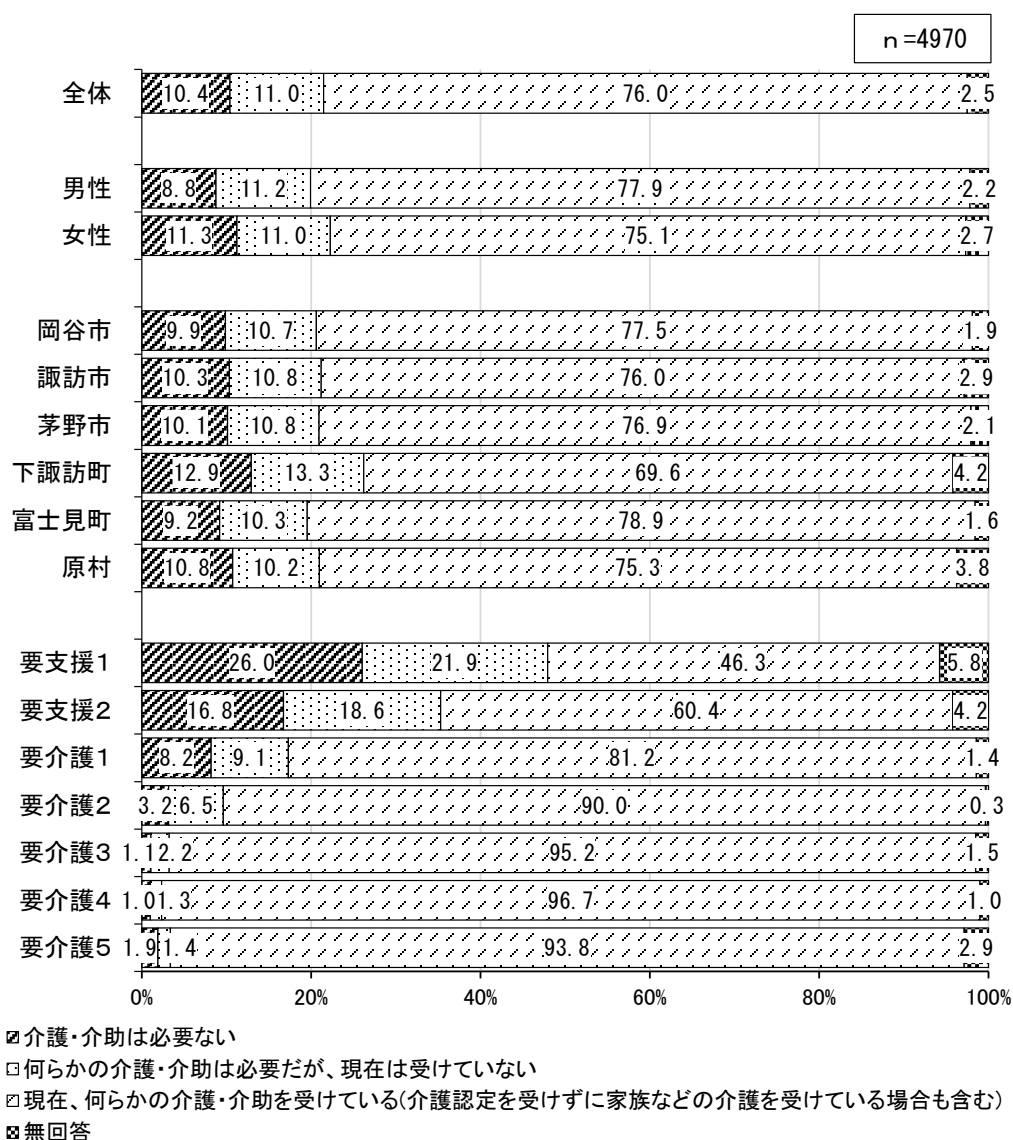 ｎ=4970
全体 10.4 11.0 76.0 2.5
男性 8.8 11.2 77.9 2.2
女性 11.3 11.0 75.1 2.7
岡谷市 9.9 10.7 77.5 1.9
諏訪市 10.3 10.8 76.0 2.9
茅野市 10.1 10.8 76.9 2.1
下諏訪町 12.9 13.3 69.6 4.2
富士見町 9.2 10.3 78.9 1.6
原村 10.8 10.2 75.3 3.8
要支援1 26.0 21.9 46.3 5.8
要支援2 16.8 18.6 60.4 4.2
要介護1 8.2 9.1 81.2 1.4
要介護2 3.2 6.5 90.0 0.3
要介護3 1.1 2.2 95.2 1.5
要介護4 1.0 1.3 96.7 1.0
要介護5 1.9 1.4 93.8 2.9
0% 20% 40% 60% 80% 100%
介護・介助は必要ない
何らかの介護・介助は必要だが、現在は受けていない
現在、何らかの介護・介助を受けている(介護認定を受けずに家族などの介護を受けている場合も含む)
無回答